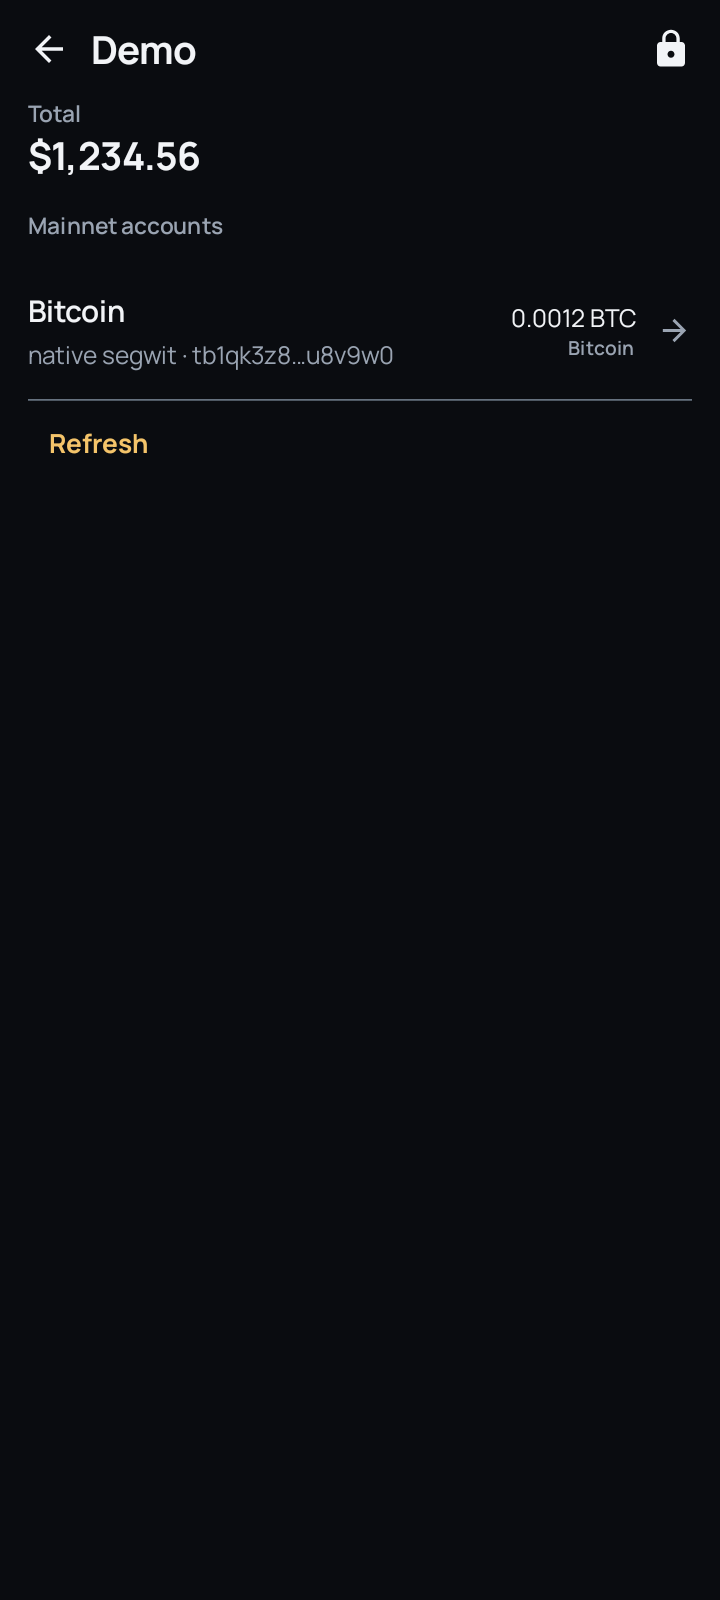 Demo
Total
$1,234.56
Mainnet accounts
Bitcoin
0.0012 BTC
native segwit · tb1qk3z8…u8v9w0
Bitcoin
Refresh